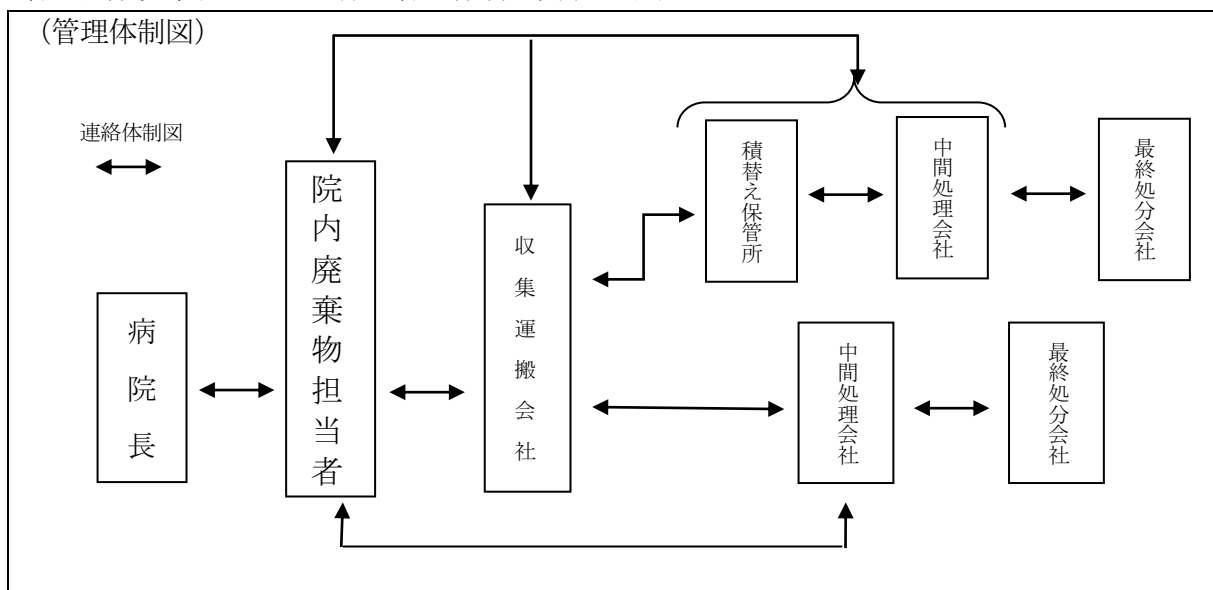 （管理体制図）
連絡体制図
病院長
院内廃棄物担当者
収集運搬会社
積替え保管所
中間処理会社
最終処分会社
中間処理会社
最終処分会社